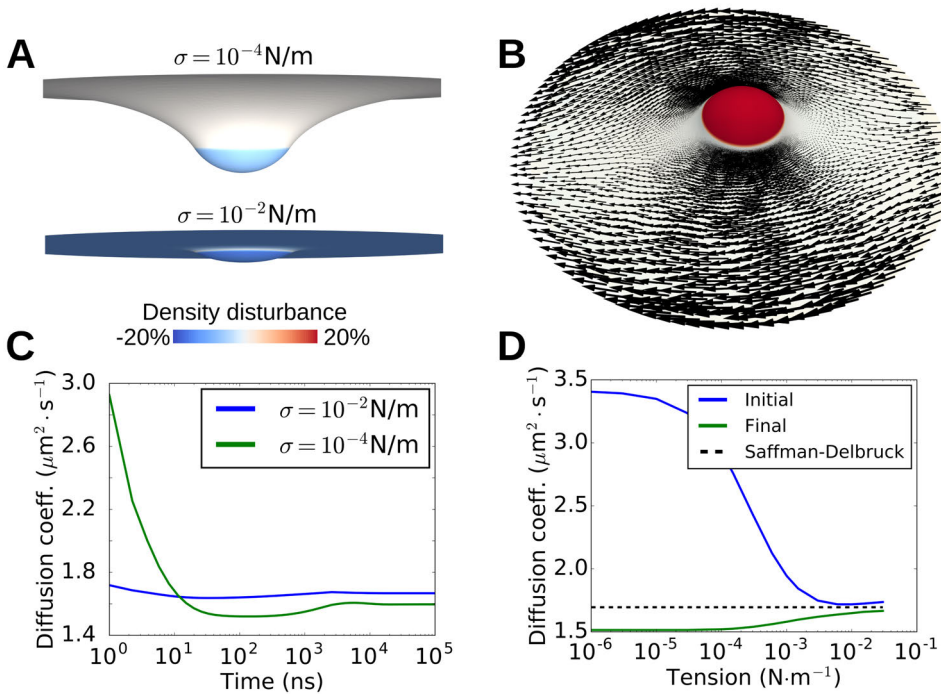 A
σ = 10⁻⁴N/m
σ = 10⁻²N/m
Density disturbance
-20% 20%
B
C
Diffusion coeff. (μm² · s⁻¹)
3.0
2.6
2.2
1.8
1.4
10⁰ 10¹ 10² 10³ 10⁴ 10⁵
Time (ns)
σ = 10⁻²N/m
σ = 10⁻⁴N/m
D
Diffusion coeff. (μm² · s⁻¹)
3.5
3.0
2.5
2.0
1.5
10⁻⁶ 10⁻⁵ 10⁻⁴ 10⁻³ 10⁻² 10⁻¹
Tension (N·m⁻¹)
Initial
Final
Saffman-Delbruck